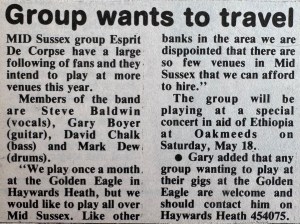 Group wants to travel
MID Sussex group Esprit
De Corpse have a large
following of fans and they
intend to play at more
venues this year.
Members of the band
are Steve Baldwin
(vocals), Gary Boyer
(guitar), David Chalk
(bass) and Mark Dew
(drums).
"We play once a month
at the Golden Eagle in
Haywards Heath, but we
would like to play all over
Mid Sussex. Like other
banks in the area we are
disppointed that there are
so few venues in Mid
Sussex that we can afford
to hire."
The group will be
playing at a special
concert in aid of Ethiopia
at Oakmeeds on
Saturday, May 18.
● Gary added that any
group wanting to play at
their gigs at the Golden
Eagle are welcome and
should contact him on
Haywards Heath 454075.